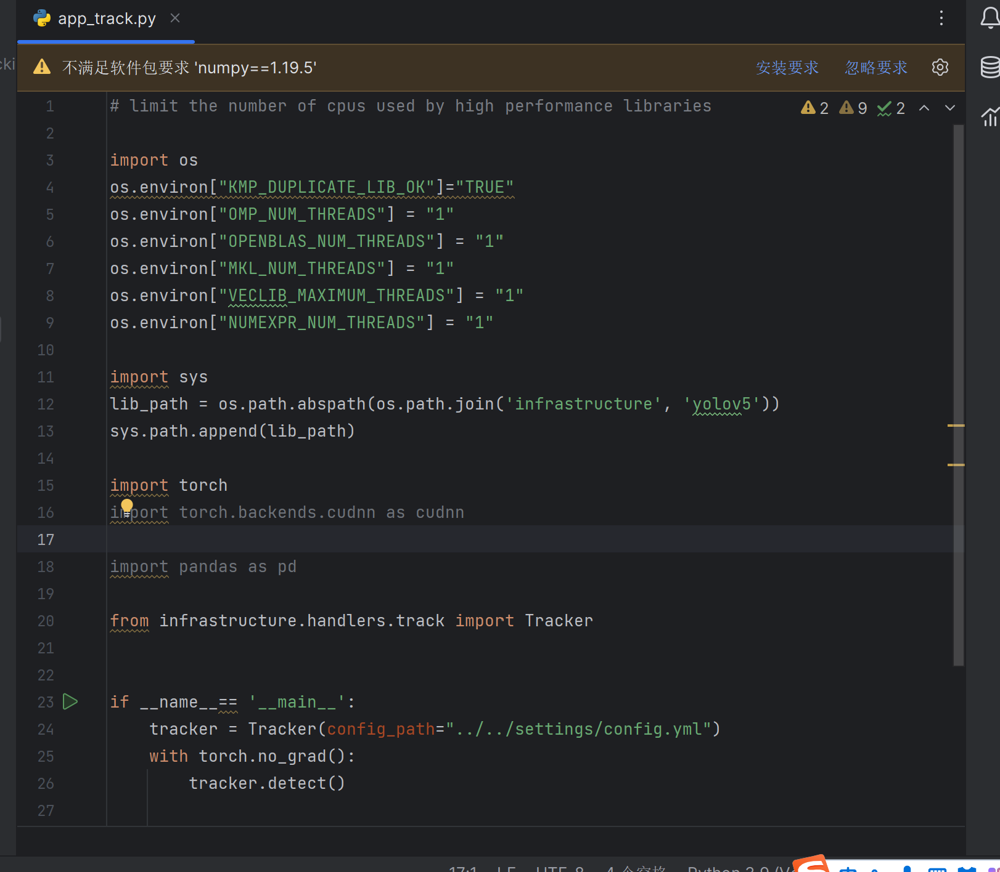 app_track.py
cki
不满足软件包要求 'numpy==1.19.5'
安装要求 忽略要求
1 # limit the number of cpus used by high performance libraries
2 9 2
2
3 import os
4 os.environ["KMP_DUPLICATE_LIB_OK"]="TRUE"
5 os.environ["OMP_NUM_THREADS"] = "1"
6 os.environ["OPENBLAS_NUM_THREADS"] = "1"
7 os.environ["MKL_NUM_THREADS"] = "1"
8 os.environ["VECLIB_MAXIMUM_THREADS"] = "1"
9 os.environ["NUMEXPR_NUM_THREADS"] = "1"
10
11 import sys
12 lib_path = os.path.abspath(os.path.join('infrastructure', 'yolov5'))
13 sys.path.append(lib_path)
14
15 import torch
16 import torch.backends.cudnn as cudnn
17
18 import pandas as pd
19
20 from infrastructure.handlers.track import Tracker
21
22
23 if __name__== '__main__':
24 tracker = Tracker(config_path="../../settings/config.yml")
25 with torch.no_grad():
26 tracker.detect()
27
17:1 LF UTF-8 4 个空格